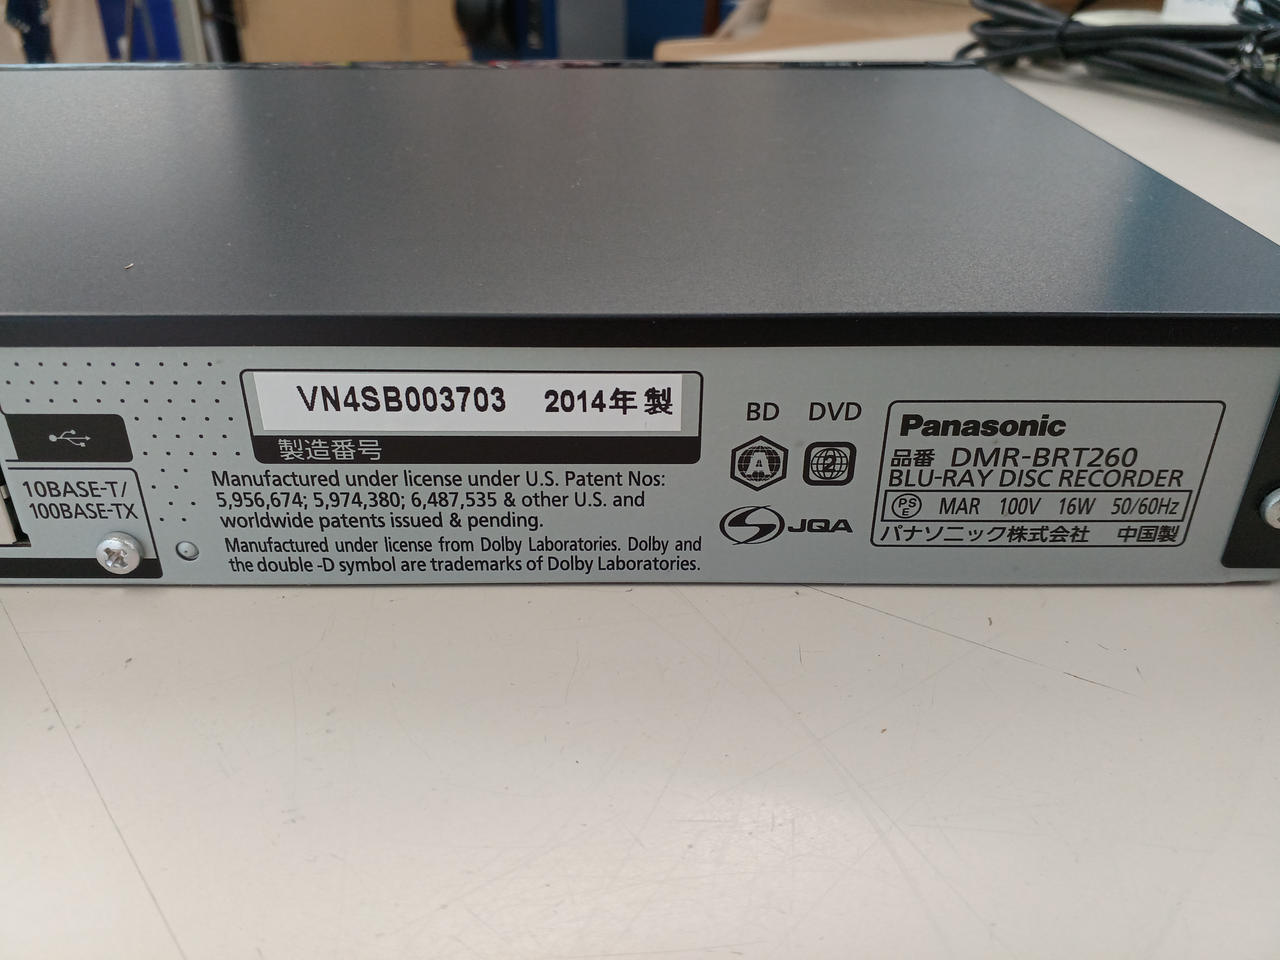 VN4SB003703 2014年 製
製造番号
10BASE-T/
100BASE-TX
Manufactured under license under U.S. Patent Nos:
5,956,674; 5,974,380; 6,487,535 & other U.S. and
worldwide patents issued & pending.
Manufactured under license from Dolby Laboratories. Dolby and
the double -D symbol are trademarks of Dolby Laboratories.
BD DVD
A 2
JQA
Panasonic
品番 DMR-BRT260
BLU-RAY DISC RECORDER
PS E MAR 100V 16W 50/60Hz
パナソニック株式会社 中国製